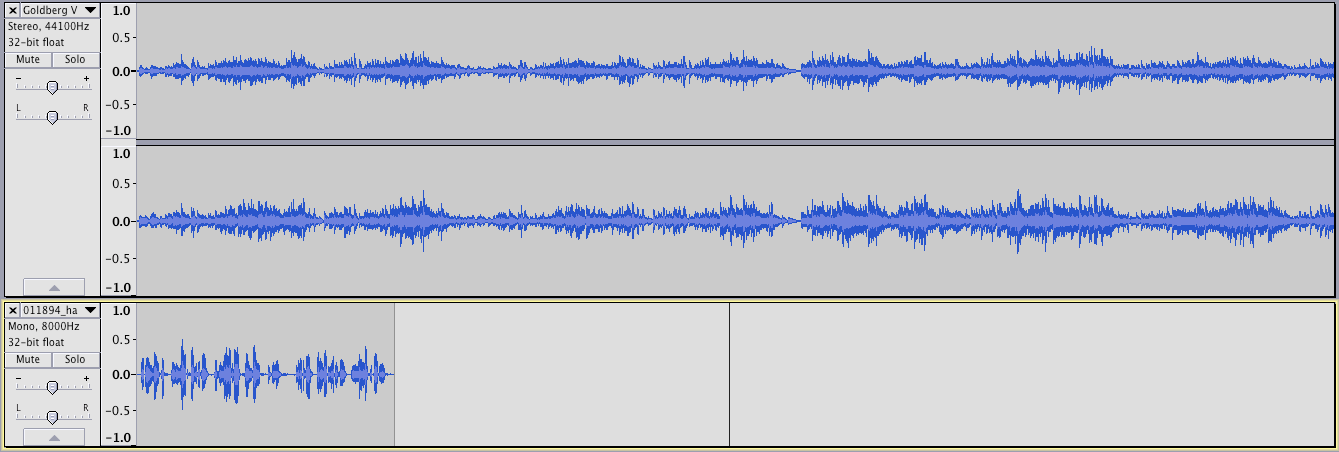 Goldberg V
Stereo, 44100Hz
32-bit float
Mute Solo
- +
L R
1.0
0.5-
0.0-
-0.5-
-1.0
1.0
0.5-
0.0-
-0.5-
-1.0
011894_ha
Mono, 8000Hz
32-bit float
Mute Solo
- +
L R
1.0
0.5-
0.0-
-0.5-
-1.0